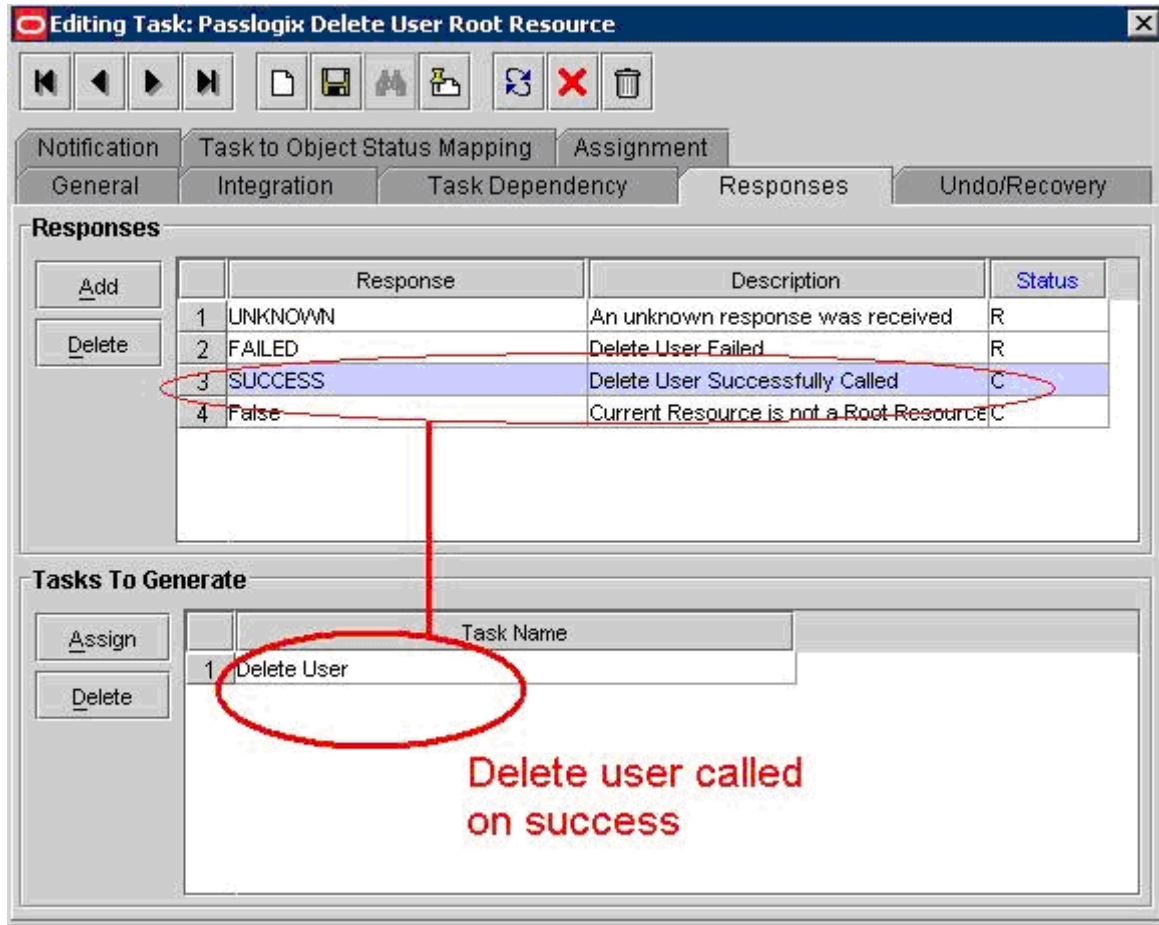 Editing Task: Passlogix Delete User Root Resource
Notification Task to Object Status Mapping Assignment
General Integration Task Dependency Responses Undo/Recovery
Responses
Add
Delete
Response Description Status
1 UNKNOWN An unknown response was received R
2 FAILED Delete User Failed R
3 SUCCESS Delete User Successfully Called C
4 False Current Resource is not a Root Resource C
Tasks To Generate
Assign
Delete
Task Name
1 Delete User
Delete user called
on success